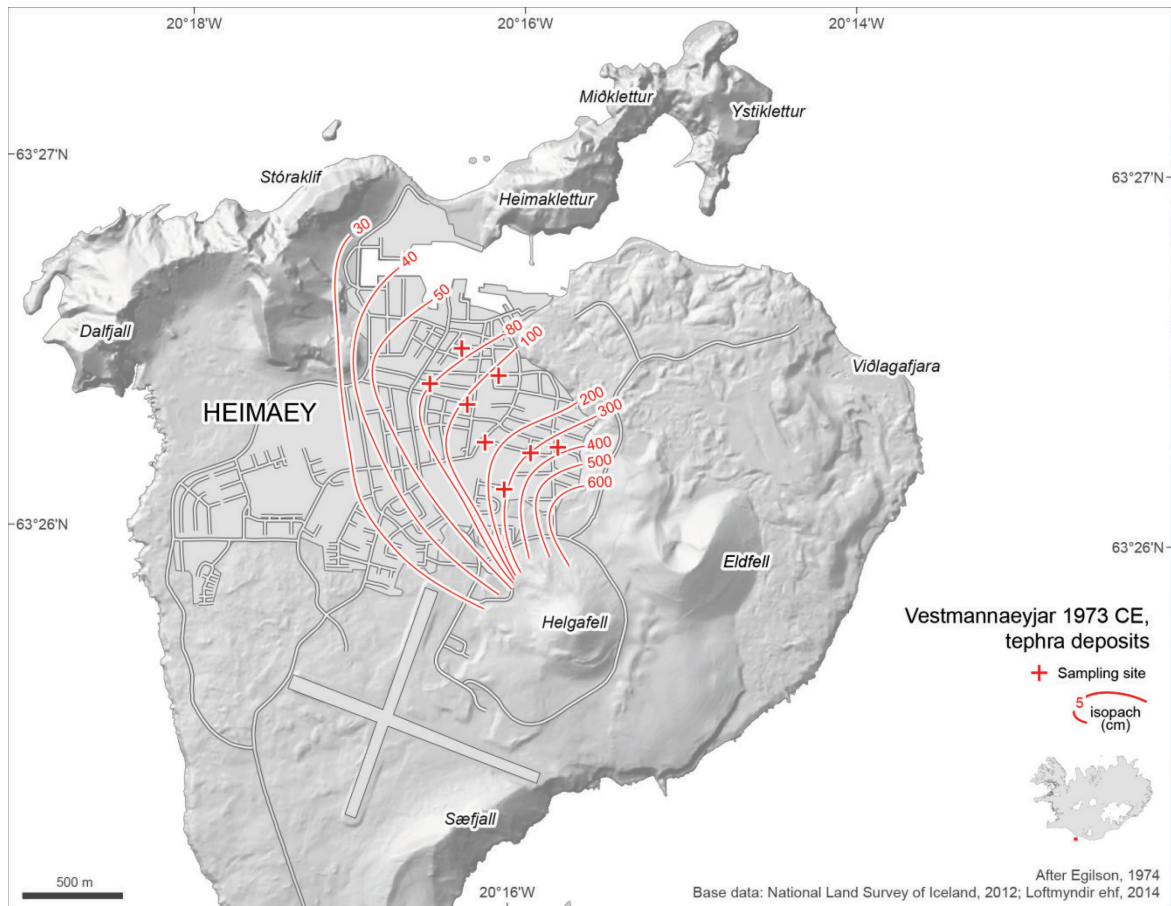 20°18'W
20°16'W
20°14'W
Miðklettur
Ystiklettur
63°27'N
63°27'N
Stóraklif
Heimaklettur
30
40
50
80
100
Dalfjall
Viðlagafjara
HEIMAEY
200
300
400
500
600
63°26'N
63°26'N
Eldfell
Helgafell
Vestmannaeyjar 1973 CE,
tephra deposits
Sampling site
5
isopach
(cm)
Sæfjall
500 m
20°16'W
After Egilson, 1974
Base data: National Land Survey of Iceland, 2012; Loftmyndir ehf, 2014